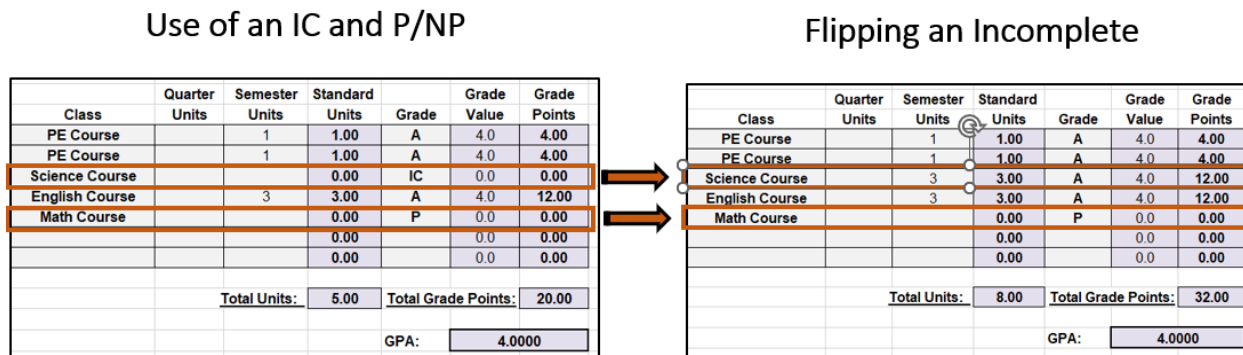 Use of an IC and P/NP
Quarter Semester Standard Grade Grade
Class Units Units Units Grade Value Points
PE Course 1 1.00 A 4.0 4.00
PE Course 1 1.00 A 4.0 4.00
Science Course 0.00 IC 0.0 0.00
English Course 3 3.00 A 4.0 12.00
Math Course 0.00 P 0.0 0.00
0.00 0.0 0.00
0.00 0.0 0.00
Total Units: 5.00 Total Grade Points: 20.00
GPA: 4.0000
Flipping an Incomplete
Quarter Semester Standard Grade Grade
Class Units Units Units Grade Value Points
PE Course 1 1.00 A 4.0 4.00
PE Course 1 1.00 A 4.0 4.00
Science Course 3 3.00 A 4.0 12.00
English Course 3 3.00 A 4.0 12.00
Math Course 0.00 P 0.0 0.00
0.00 0.0 0.00
0.00 0.0 0.00
Total Units: 8.00 Total Grade Points: 32.00
GPA: 4.0000